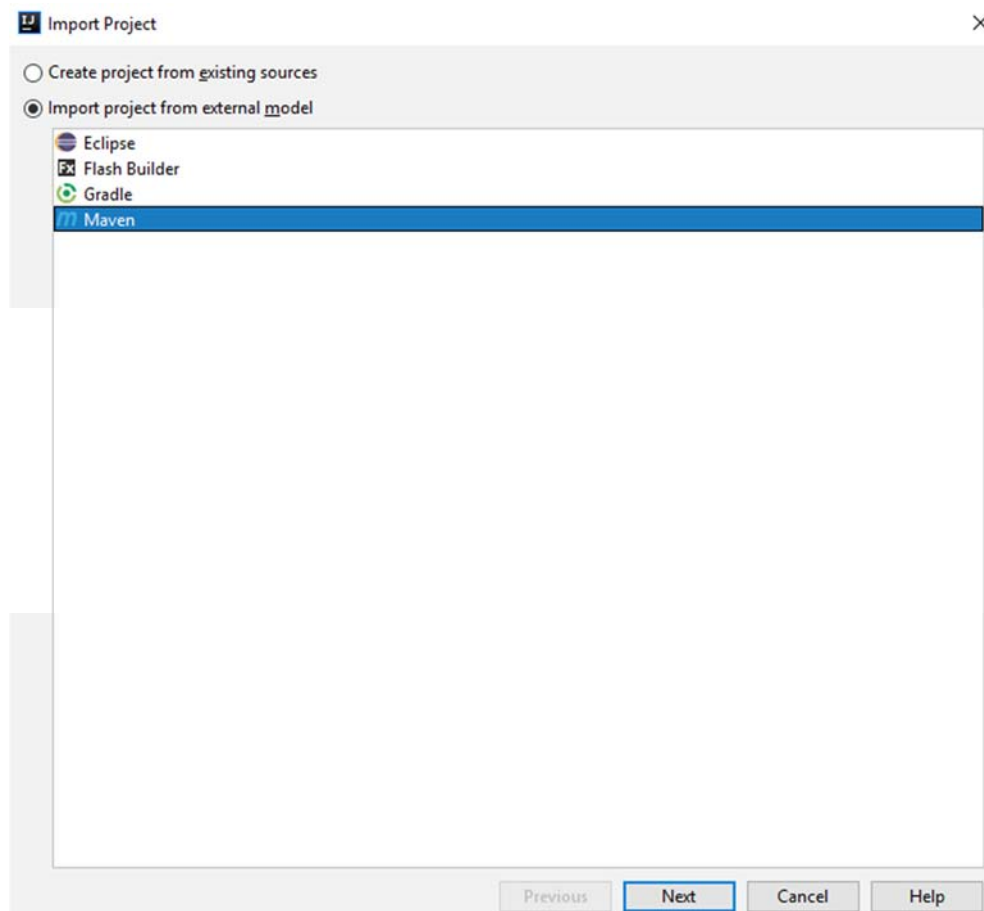 Import Project
Create project from existing sources
Import project from external model
Eclipse
Flash Builder
Gradle
Maven
Previous Next Cancel Help